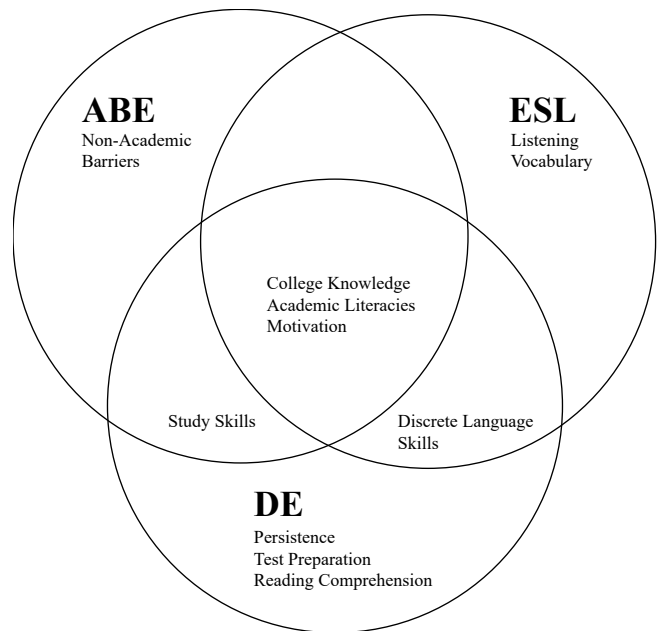 ABE
Non-Academic
Barriers
ESL
Listening
Vocabulary
College Knowledge
Academic Literacies
Motivation
Study Skills
Discrete Language
Skills
DE
Persistence
Test Preparation
Reading Comprehension